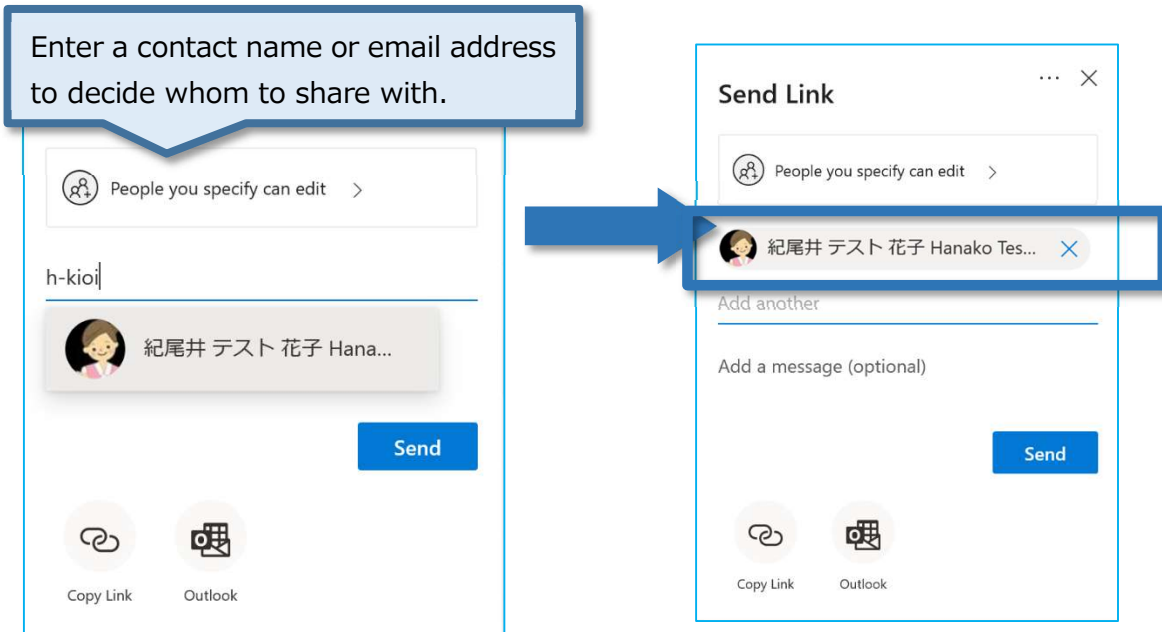 Enter a contact name or email address
to decide whom to share with.
People you specify can edit
h-kioi
紀尾井 テスト 花子 Hana...
Send
Copy Link
Outlook
Send Link
People you specify can edit
紀尾井 テスト 花子 Hanako Tes...
Add another
Add a message (optional)
Send
Copy Link
Outlook